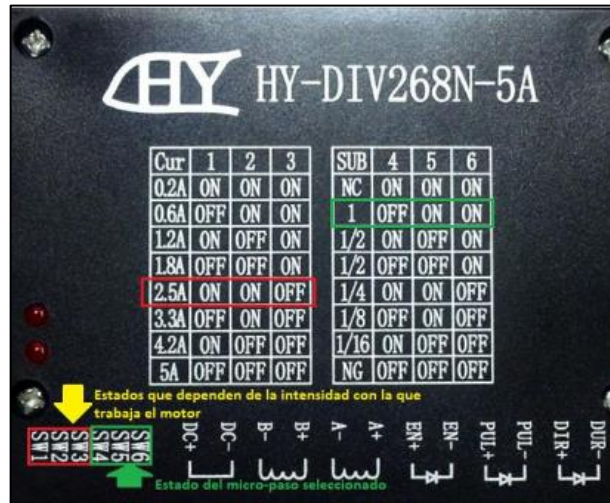 HY HY-DIV268N-5A
Cur 1 2 3
0.2A ON ON ON
0.6A OFF ON ON
1.2A ON OFF ON
1.8A OFF OFF ON
2.5A ON ON OFF
3.3A OFF ON OFF
4.2A ON OFF OFF
5A OFF OFF OFF
SUB 4 5 6
NC ON ON ON
1 OFF ON ON
1/2 ON OFF ON
1/2 OFF OFF ON
1/4 ON ON OFF
1/8 OFF ON OFF
1/16 ON OFF OFF
NG OFF OFF OFF
Estados que dependen de la intensidad con la que
trabaja el motor
SW1
SW2
SW3
SW4
SW5
SW6
DC+
DC-
B-
B+
A-
A+
EN+
EN-
PUL+
PUL-
DIR+
DUR-
Estado del micro-paso seleccionado